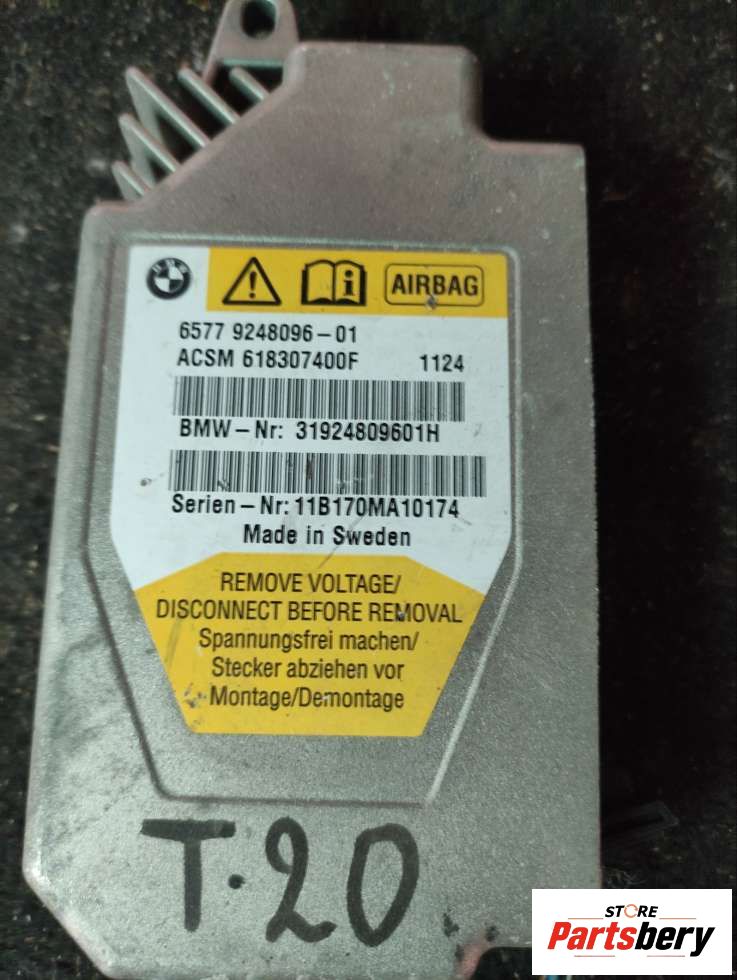 BMW
AIRBAG
6577 9248096-01
ACSM 618307400F 1124
BMW-Nr: 31924809601H
Serien-Nr: 11B170MA10174
Made in Sweden
REMOVE VOLTAGE/
DISCONNECT BEFORE REMOVAL
Spannungsfrei machen/
Stecker abziehen vor
Montage/Demontage
T.20
STORE
Partsbery